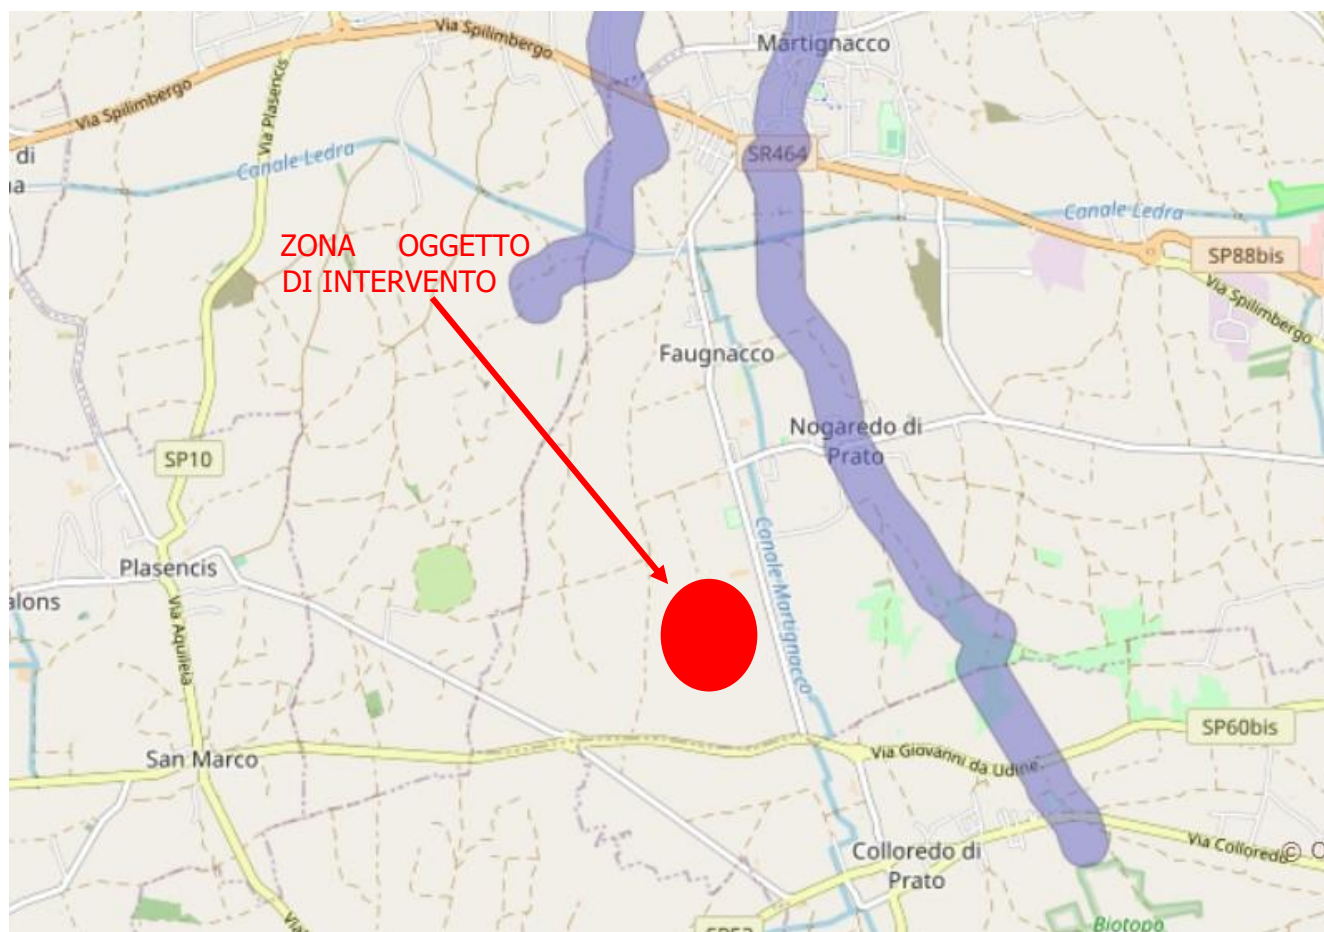 Via Spilimbergo
Martignacco
Via Spilimbergo
Via Plasencis
di
na
Canale Ledra
SR464
Canale Ledra
ZONA OGGETTO
DI INTERVENTO
SP88bis
Via Spilimbergo
Faugnacco
Nogaredo di
Prato
SP10
Canale Martignacco
Plasencis
alons
Via Aquileia
SP60bis
San Marco
Via Giovanni da Udine
Colloredo di
Prato
Via Colloredo
© O
Via
SP52
Biotopo